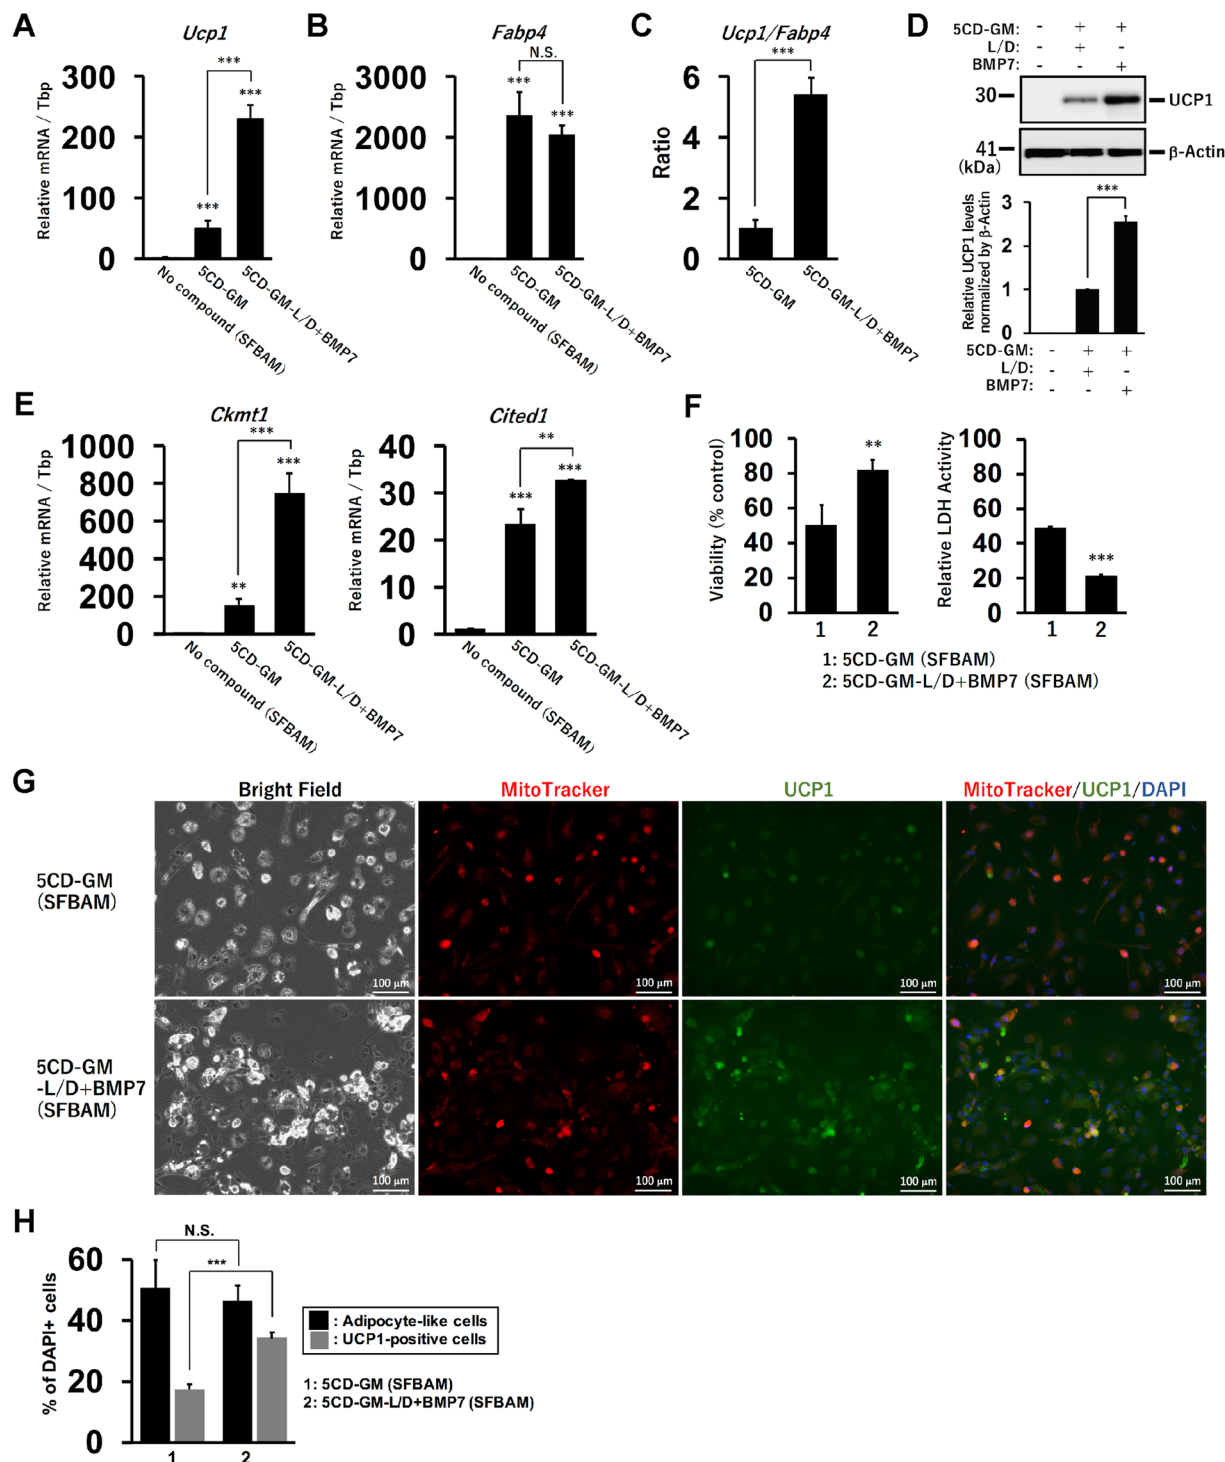 A
Ucp1
***
***
***
Relative mRNA / Tbp
300
200
100
0
No compound (SFBAM)
5CD-GM
5CD-GM-L/D+BMP7
B
Fabp4
N.S.
***
***
Relative mRNA / Tbp
3000
2000
1000
0
No compound (SFBAM)
5CD-GM
5CD-GM-L/D+BMP7
C
Ucp1/Fabp4
***
Ratio
6
4
2
0
5CD-GM
5CD-GM-L/D+BMP7
D
5CD-GM: - + +
L/D: - + -
BMP7: - - +
30
UCP1
41
(kDa)
β-Actin
***
Relative UCP1 levels
normalized by β-Actin
3
2
1
0
5CD-GM: - + +
L/D: - + -
BMP7: - - +
E
Ckmt1
***
***
**
Relative mRNA / Tbp
1000
800
600
400
200
0
No compound (SFBAM)
5CD-GM
5CD-GM-L/D+BMP7
Cited1
**
***
***
Relative mRNA / Tbp
40
30
20
10
0
No compound (SFBAM)
5CD-GM
5CD-GM-L/D+BMP7
F
Viability (% control)
100
80
60
40
20
0
**
1 2
Relative LDH Activity
100
80
60
40
20
0
***
1 2
1: 5CD-GM (SFBAM)
2: 5CD-GM-L/D+BMP7 (SFBAM)
G
Bright Field
MitoTracker
UCP1
MitoTracker/UCP1/DAPI
5CD-GM
(SFBAM)
100 μm
100 μm
100 μm
100 μm
5CD-GM
-L/D+BMP7
(SFBAM)
100 μm
100 μm
100 μm
100 μm
H
N.S.
***
% of DAPI+ cells
60
40
20
0
1 2
: Adipocyte-like cells
: UCP1-positive cells
1: 5CD-GM (SFBAM)
2: 5CD-GM-L/D+BMP7 (SFBAM)